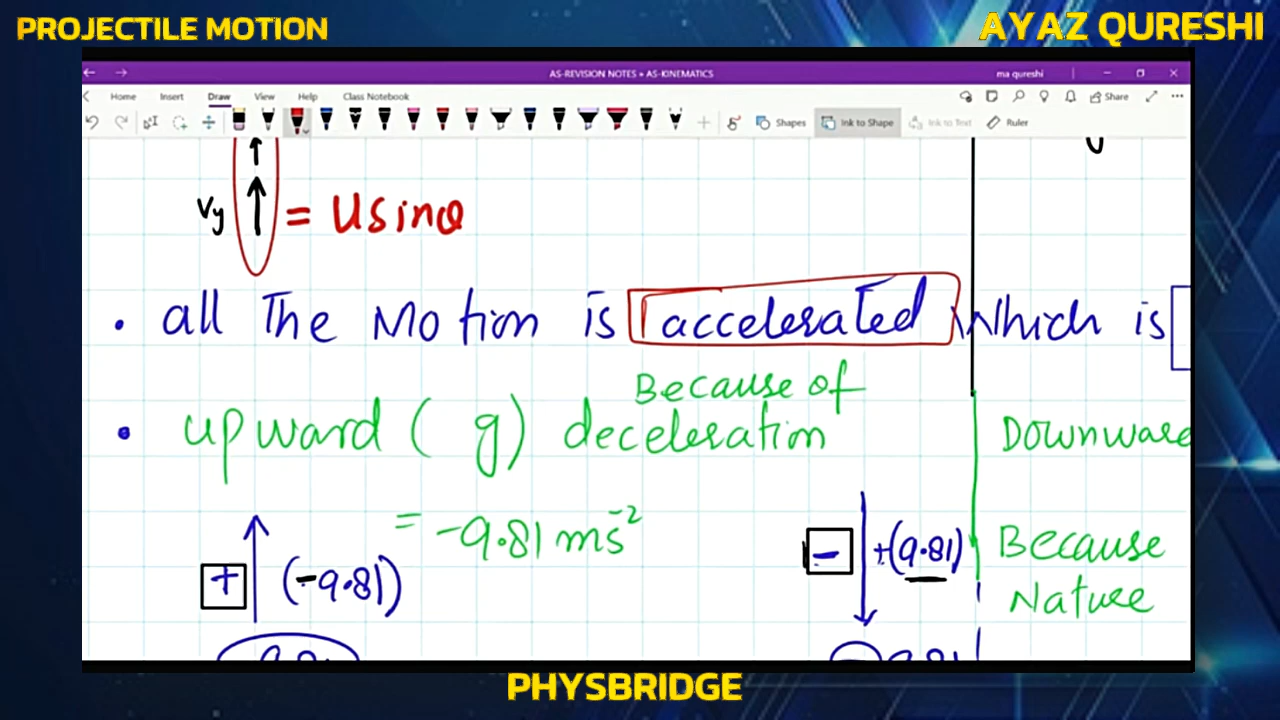 PROJECTILE MOTION
AYAZ QURESHI
AS-REVISION NOTES » AS-KINEMATICS
ma qureshi
Home Insert Draw View Help Class Notebook
Share
Shapes Ink to Shape Ink to Text Ruler
Vy = Usinθ
• all The Motion is accelerated Which is
Because of
• upward ( g) deceleration
Downward
= -9.81 ms⁻²
+ (-9.81)
- +(9.81)
Because
Nature
PHYSBRIDGE